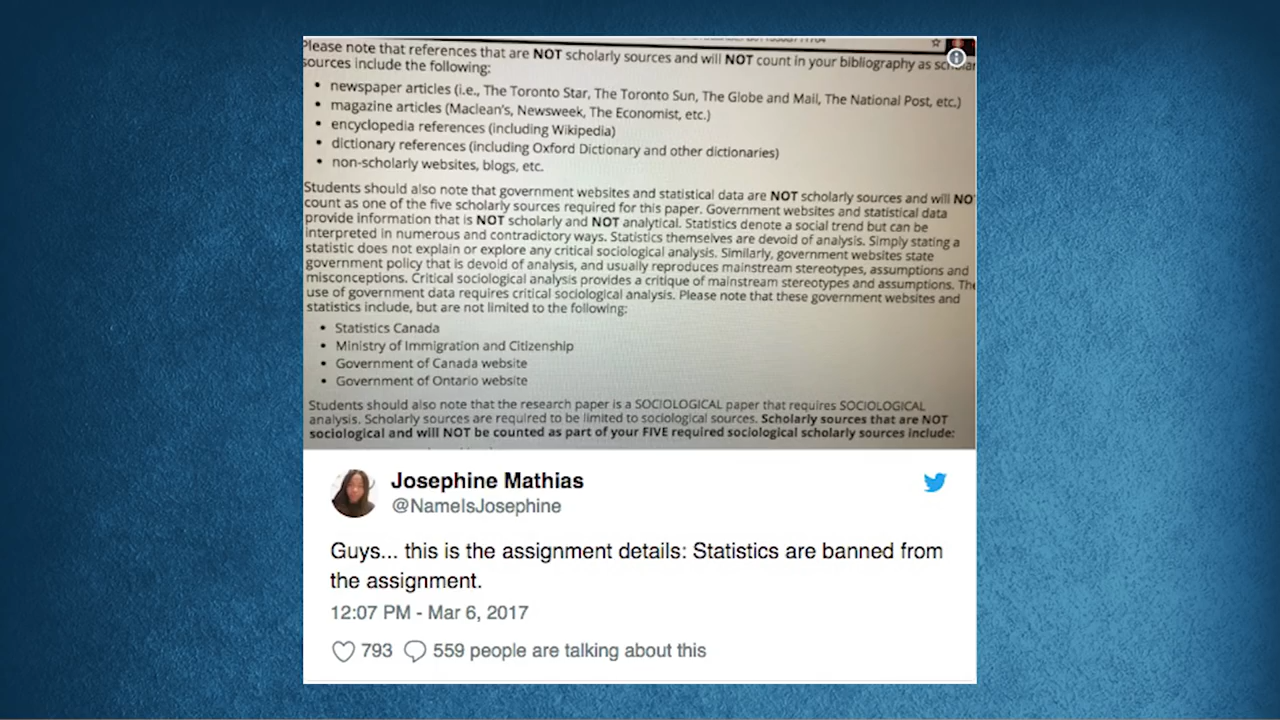 Please note that references that are NOT scholarly sources and will NOT count in your bibliography as
sources include the following:
• newspaper articles (i.e., The Toronto Star, The Toronto Sun, The Globe and Mail, The National Post, etc.)
• magazine articles (Maclean's, Newsweek, The Economist, etc.)
• encyclopedia references (including Wikipedia)
• dictionary references (including Oxford Dictionary and other dictionaries)
• non-scholarly websites, blogs, etc.
Students should also note that government websites and statistical data are NOT scholarly sources and will NO
count as one of the five scholarly sources required for this paper. Government websites and statistical data
provide information that is NOT scholarly and NOT analytical. Statistics denote a social trend but can be
interpreted in numerous and contradictory ways. Statistics themselves are devoid of analysis. Simply stating a
statistic does not explain or explore any critical sociological analysis. Similarly, government websites state
government policy that is devoid of analysis, and usually reproduces mainstream stereotypes, assumptions and
misconceptions. Critical sociological analysis provides a critique of mainstream stereotypes and assumptions. The
use of government data requires critical sociological analysis. Please note that these government websites and
statistics include, but are not limited to the following:
• Statistics Canada
• Ministry of Immigration and Citizenship
• Government of Canada website
• Government of Ontario website
Students should also note that the research paper is a SOCIOLOGICAL paper that requires SOCIOLOGICAL
analysis. Scholarly sources are required to be limited to sociological sources. Scholarly sources that are NOT
sociological and will NOT be counted as part of your FIVE required sociological scholarly sources include:
Josephine Mathias
@NameIsJosephine
Guys... this is the assignment details: Statistics are banned from
the assignment.
12:07 PM - Mar 6, 2017
793 559 people are talking about this